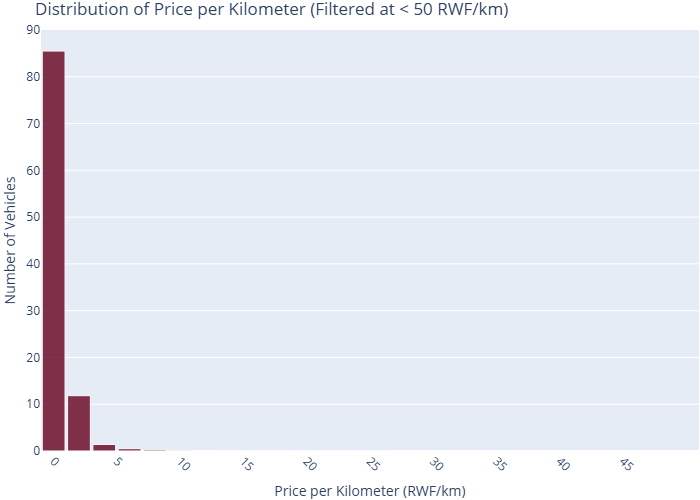 Distribution of Price per Kilometer (Filtered at < 50 RWF/km)
90
80
70
60
50
40
30
20
10
0
Number of Vehicles
0 5 10 15 20 25 30 35 40 45
Price per Kilometer (RWF/km)